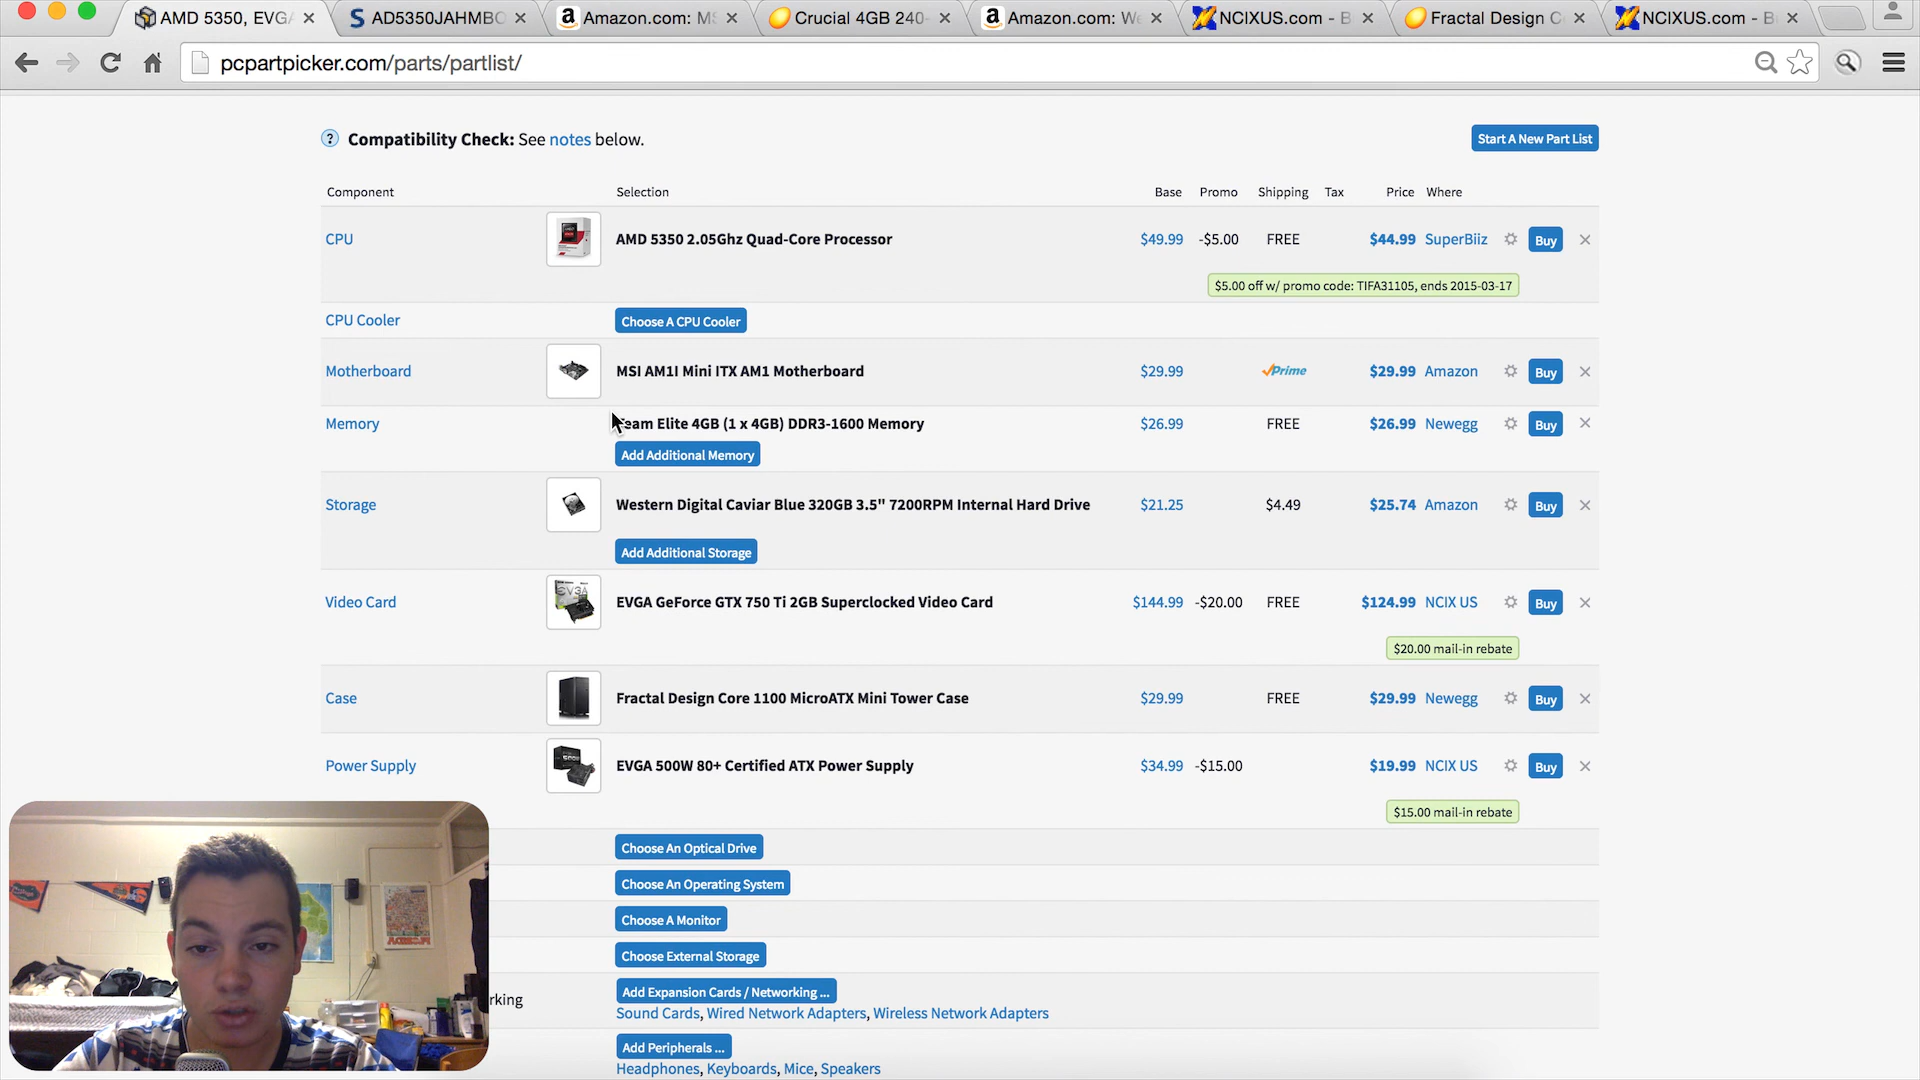 AMD 5350, EVGA
AD5350JAHMBC
Amazon.com: MS
Crucial 4GB 240-
Amazon.com: We
NCIXUS.com - B
Fractal Design C
NCIXUS.com - B
pcpartpicker.com/parts/partlist/
Compatibility Check: See notes below.
Start A New Part List
Component Selection Base Promo Shipping Tax Price Where
CPU AMD 5350 2.05Ghz Quad-Core Processor $49.99 -$5.00 FREE $44.99 SuperBiiz Buy
$5.00 off w/ promo code: TIFA31105, ends 2015-03-17
CPU Cooler Choose A CPU Cooler
Motherboard MSI AM1I Mini ITX AM1 Motherboard $29.99 Prime $29.99 Amazon Buy
Memory Team Elite 4GB (1 x 4GB) DDR3-1600 Memory $26.99 FREE $26.99 Newegg Buy
Add Additional Memory
Storage Western Digital Caviar Blue 320GB 3.5" 7200RPM Internal Hard Drive $21.25 $4.49 $25.74 Amazon Buy
Add Additional Storage
Video Card EVGA GeForce GTX 750 Ti 2GB Superclocked Video Card $144.99 -$20.00 FREE $124.99 NCIX US Buy
$20.00 mail-in rebate
Case Fractal Design Core 1100 MicroATX Mini Tower Case $29.99 FREE $29.99 Newegg Buy
Power Supply EVGA 500W 80+ Certified ATX Power Supply $34.99 -$15.00 $19.99 NCIX US Buy
$15.00 mail-in rebate
Choose An Optical Drive
Choose An Operating System
Choose A Monitor
Choose External Storage
rking Add Expansion Cards / Networking ...
Sound Cards, Wired Network Adapters, Wireless Network Adapters
Add Peripherals ...
Headphones, Keyboards, Mice, Speakers